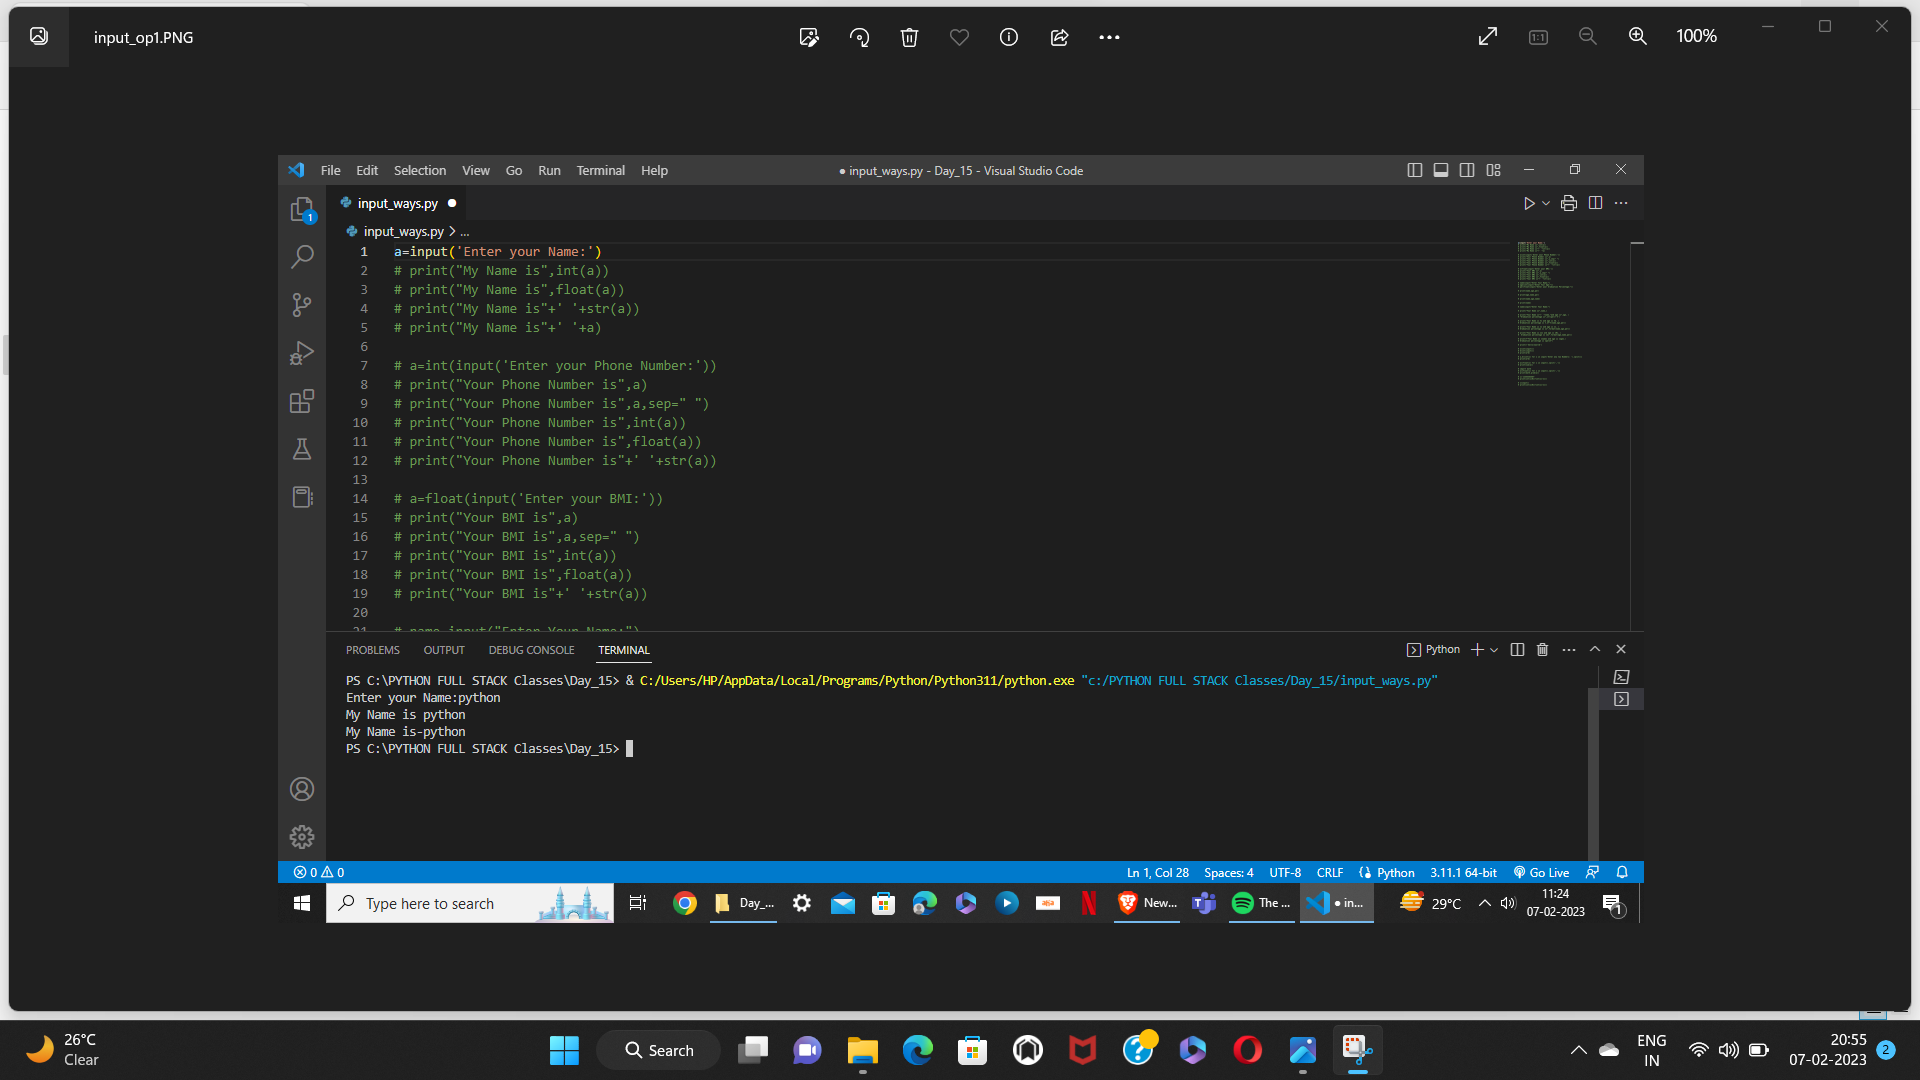 input_op1.PNG
100%
File Edit Selection View Go Run Terminal Help
● input_ways.py - Day_15 - Visual Studio Code
input_ways.py ●
input_ways.py > ...
1 a=input('Enter your Name:')
2 # print("My Name is",int(a))
3 # print("My Name is",float(a))
4 # print("My Name is"+' '+str(a))
5 # print("My Name is"+' '+a)
6
7 # a=int(input('Enter your Phone Number:'))
8 # print("Your Phone Number is",a)
9 # print("Your Phone Number is",a,sep=" ")
10 # print("Your Phone Number is",int(a))
11 # print("Your Phone Number is",float(a))
12 # print("Your Phone Number is"+' '+str(a))
13
14 # a=float(input('Enter your BMI:'))
15 # print("Your BMI is",a)
16 # print("Your BMI is",a,sep=" ")
17 # print("Your BMI is",int(a))
18 # print("Your BMI is",float(a))
19 # print("Your BMI is"+' '+str(a))
20
21 # name=input("Enter Your Name:")
PROBLEMS OUTPUT DEBUG CONSOLE TERMINAL
Python
PS C:\PYTHON FULL STACK Classes\Day_15> & C:/Users/HP/AppData/Local/Programs/Python/Python311/python.exe "c:/PYTHON FULL STACK Classes/Day_15/input_ways.py"
Enter your Name:python
My Name is python
My Name is-python
PS C:\PYTHON FULL STACK Classes\Day_15>
0 0
Ln 1, Col 28 Spaces: 4 UTF-8 CRLF Python 3.11.1 64-bit Go Live
Type here to search
Day_...
New...
The ...
● in...
29°C
11:24
07-02-2023
1
26°C
Clear
Search
ENG
IN
20:55
07-02-2023
2